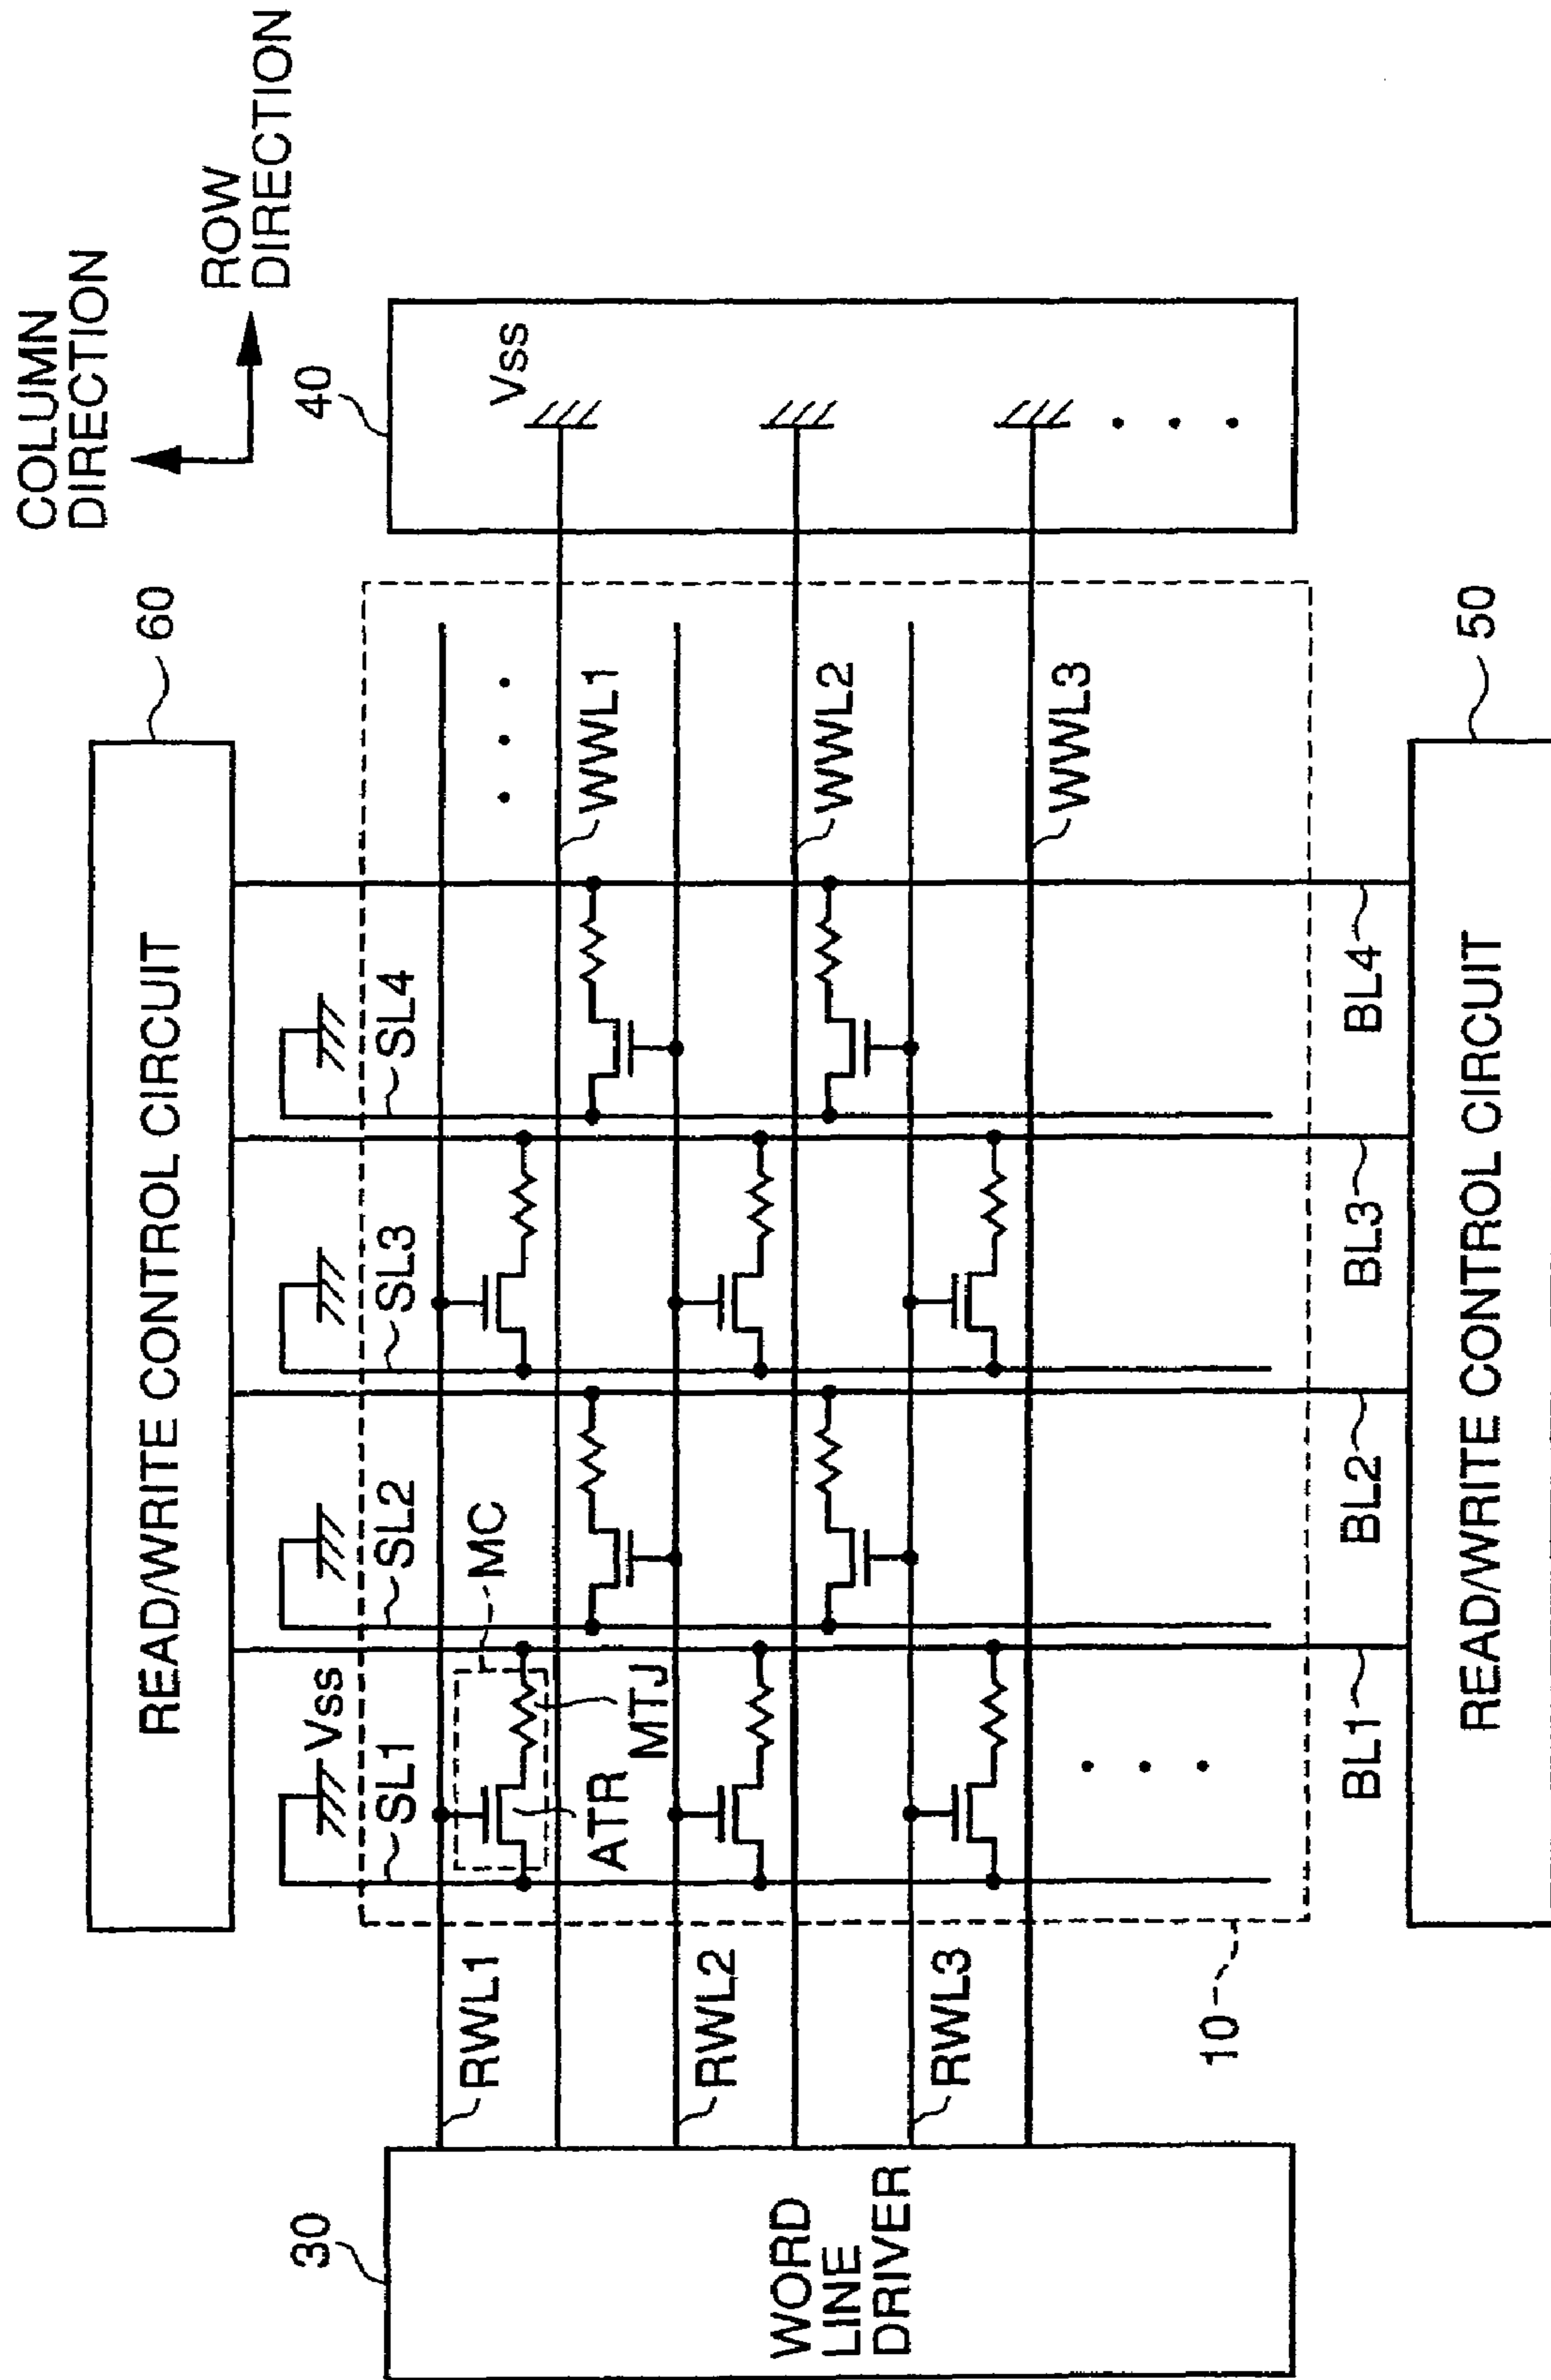 COLUMN
DIRECTION
ROW
DIRECTION
60
READ/WRITE CONTROL CIRCUIT
40
Vss
Vss
SL1
SL2
SL3
SL4
MC
ATR
MTJ
WWL1
WWL2
WWL3
RWL1
RWL2
RWL3
30
WORD
LINE
DRIVER
10
BL1
BL2
BL3
BL4
50
READ/WRITE CONTROL CIRCUIT